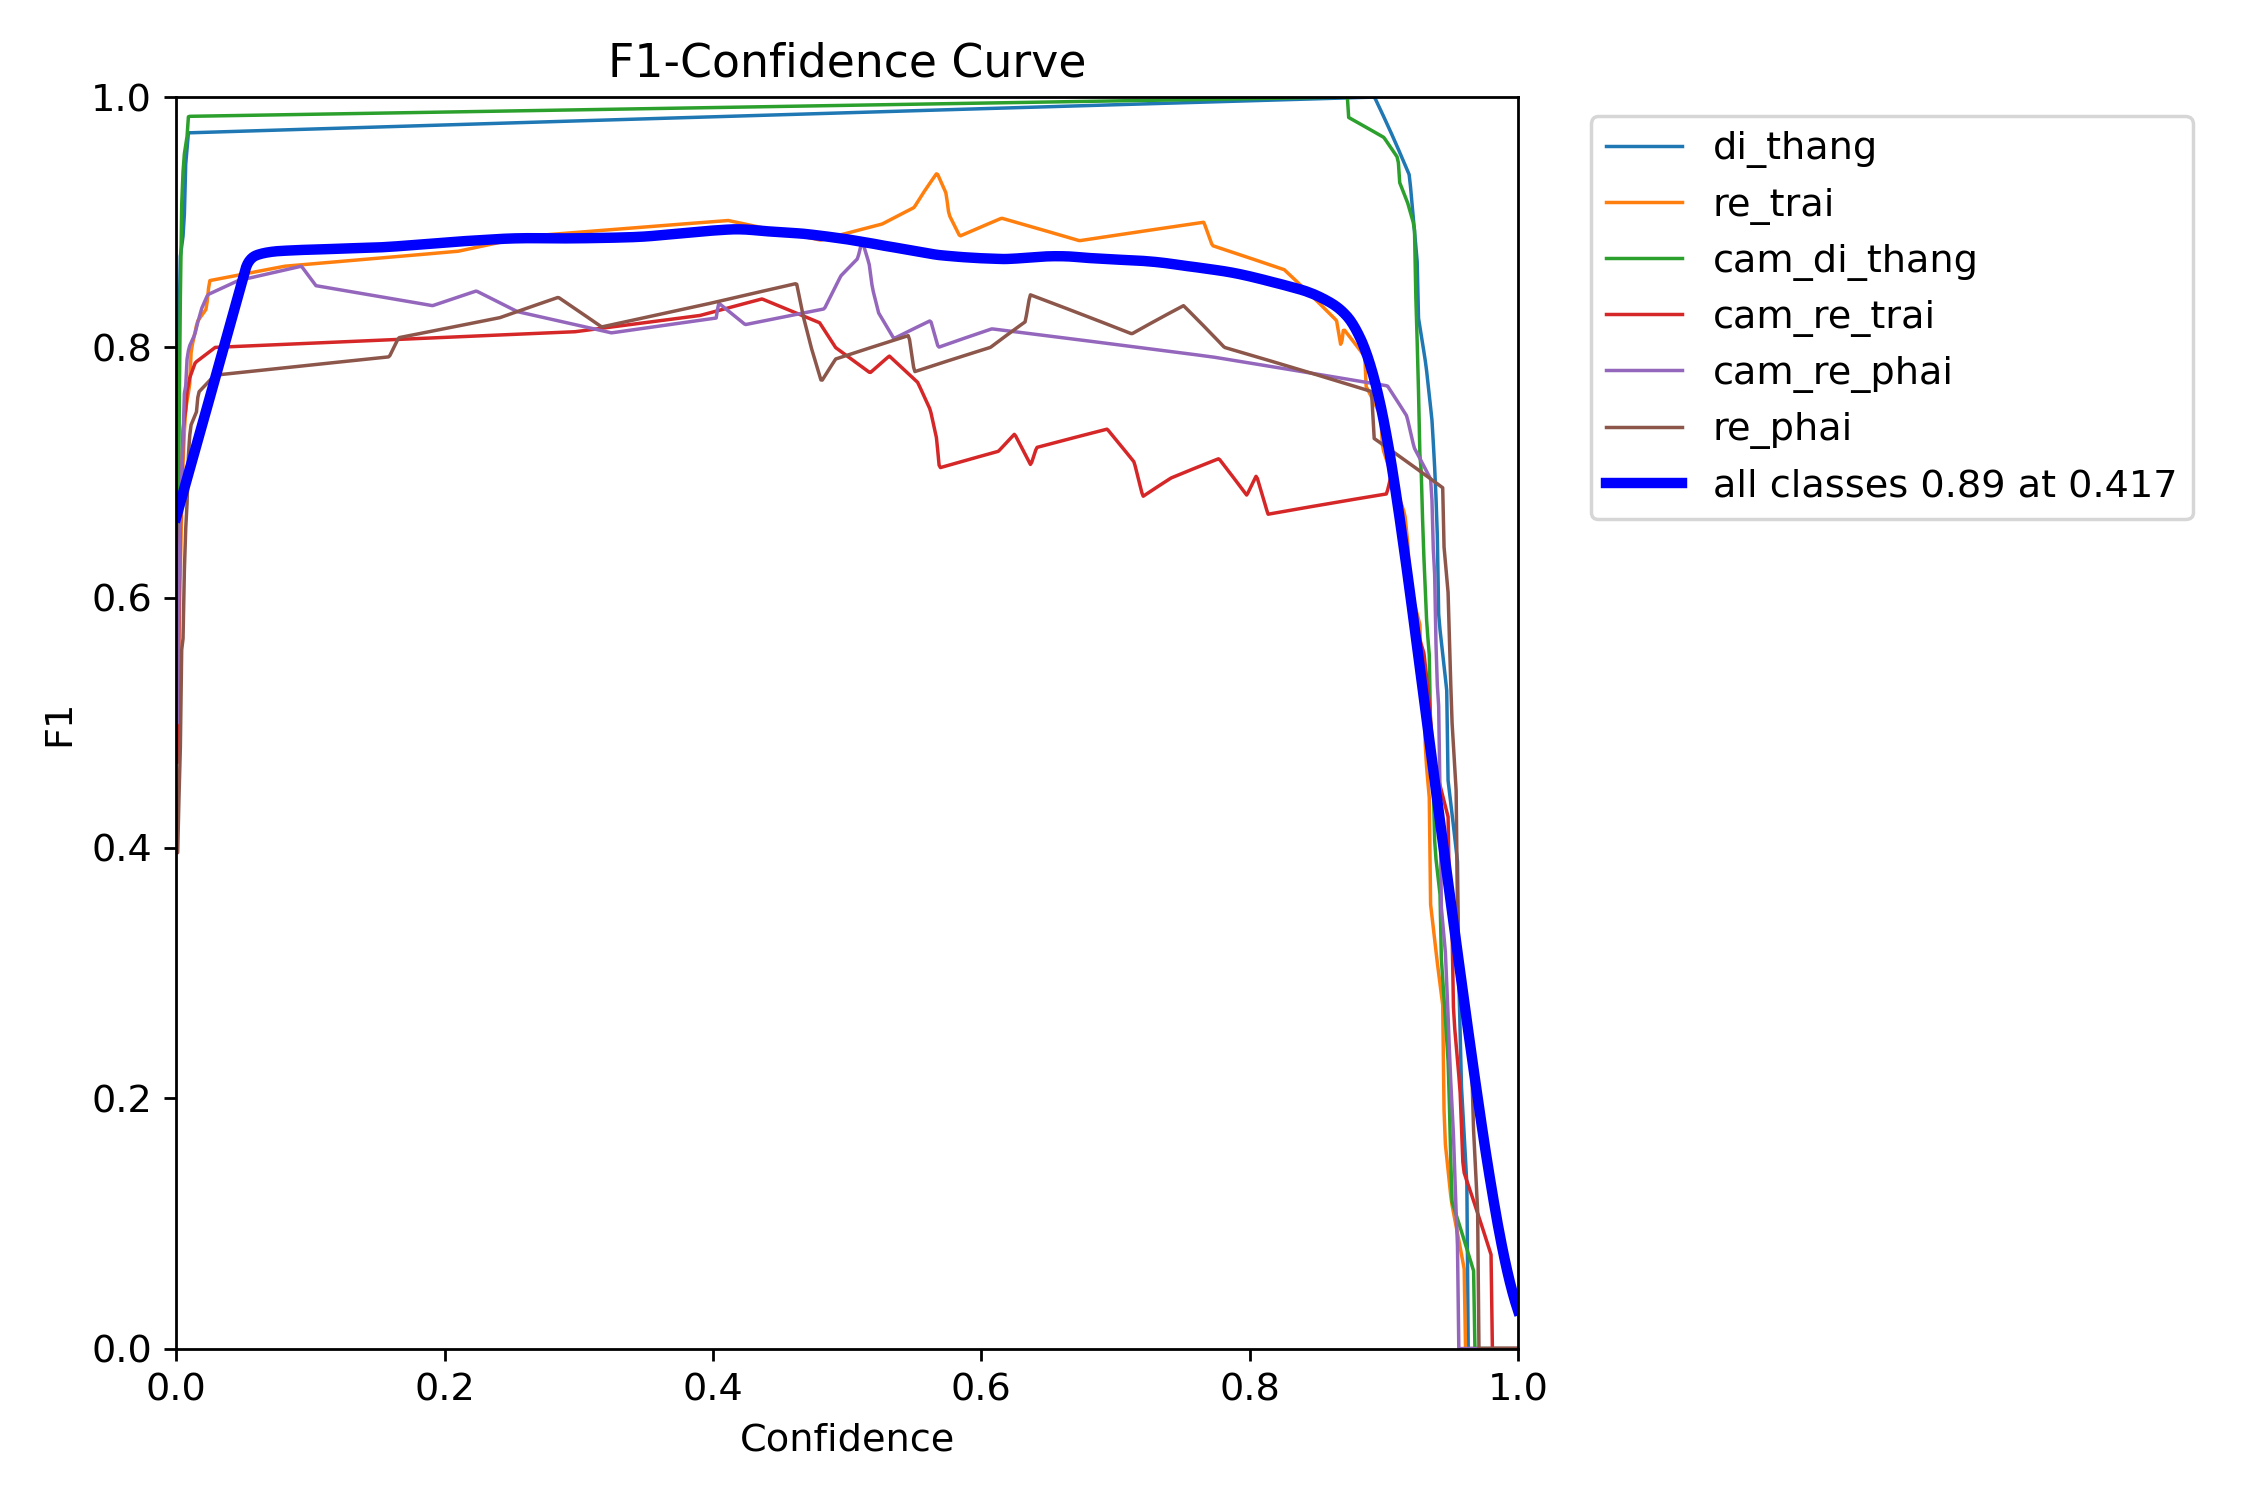 F1-Confidence Curve
1.0
0.8
0.6
0.4
0.2
0.0
F1
0.0 0.2 0.4 0.6 0.8 1.0
Confidence
di_thang
re_trai
cam_di_thang
cam_re_trai
cam_re_phai
re_phai
all classes 0.89 at 0.417